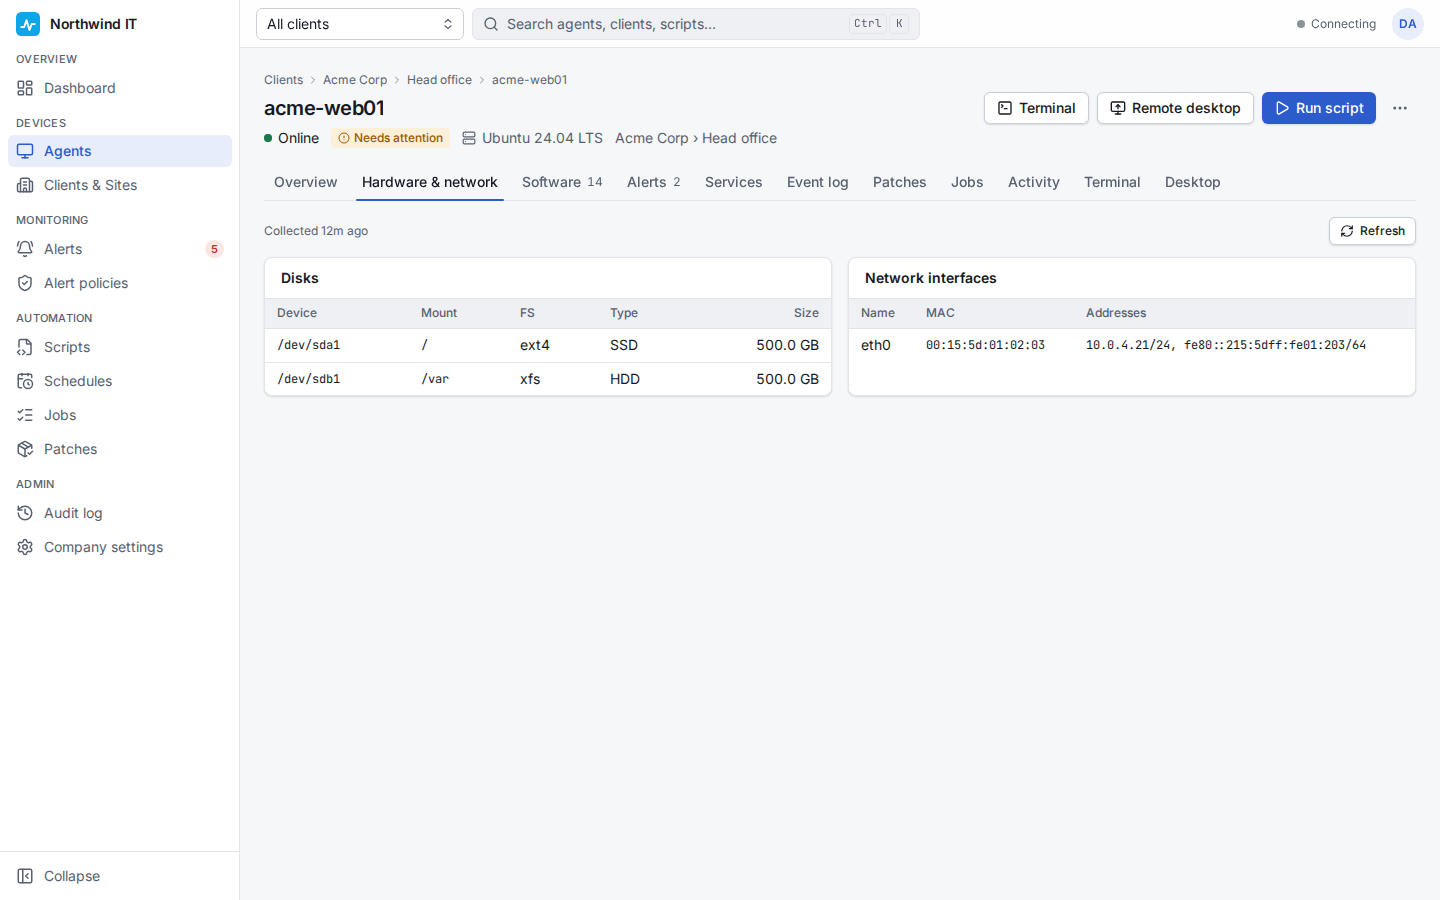 Northwind IT
OVERVIEW
Dashboard
DEVICES
Agents
Clients & Sites
MONITORING
Alerts 5
Alert policies
AUTOMATION
Scripts
Schedules
Jobs
Patches
ADMIN
Audit log
Company settings
Collapse
All clients
Search agents, clients, scripts... Ctrl K
Connecting DA
Clients > Acme Corp > Head office > acme-web01
acme-web01
Terminal Remote desktop Run script
Online Needs attention Ubuntu 24.04 LTS Acme Corp › Head office
Overview Hardware & network Software 14 Alerts 2 Services Event log Patches Jobs Activity Terminal Desktop
Collected 12m ago
Refresh
Disks
Device Mount FS Type Size
/dev/sda1 / ext4 SSD 500.0 GB
/dev/sdb1 /var xfs HDD 500.0 GB
Network interfaces
Name MAC Addresses
eth0 00:15:5d:01:02:03 10.0.4.21/24, fe80::215:5dff:fe01:203/64